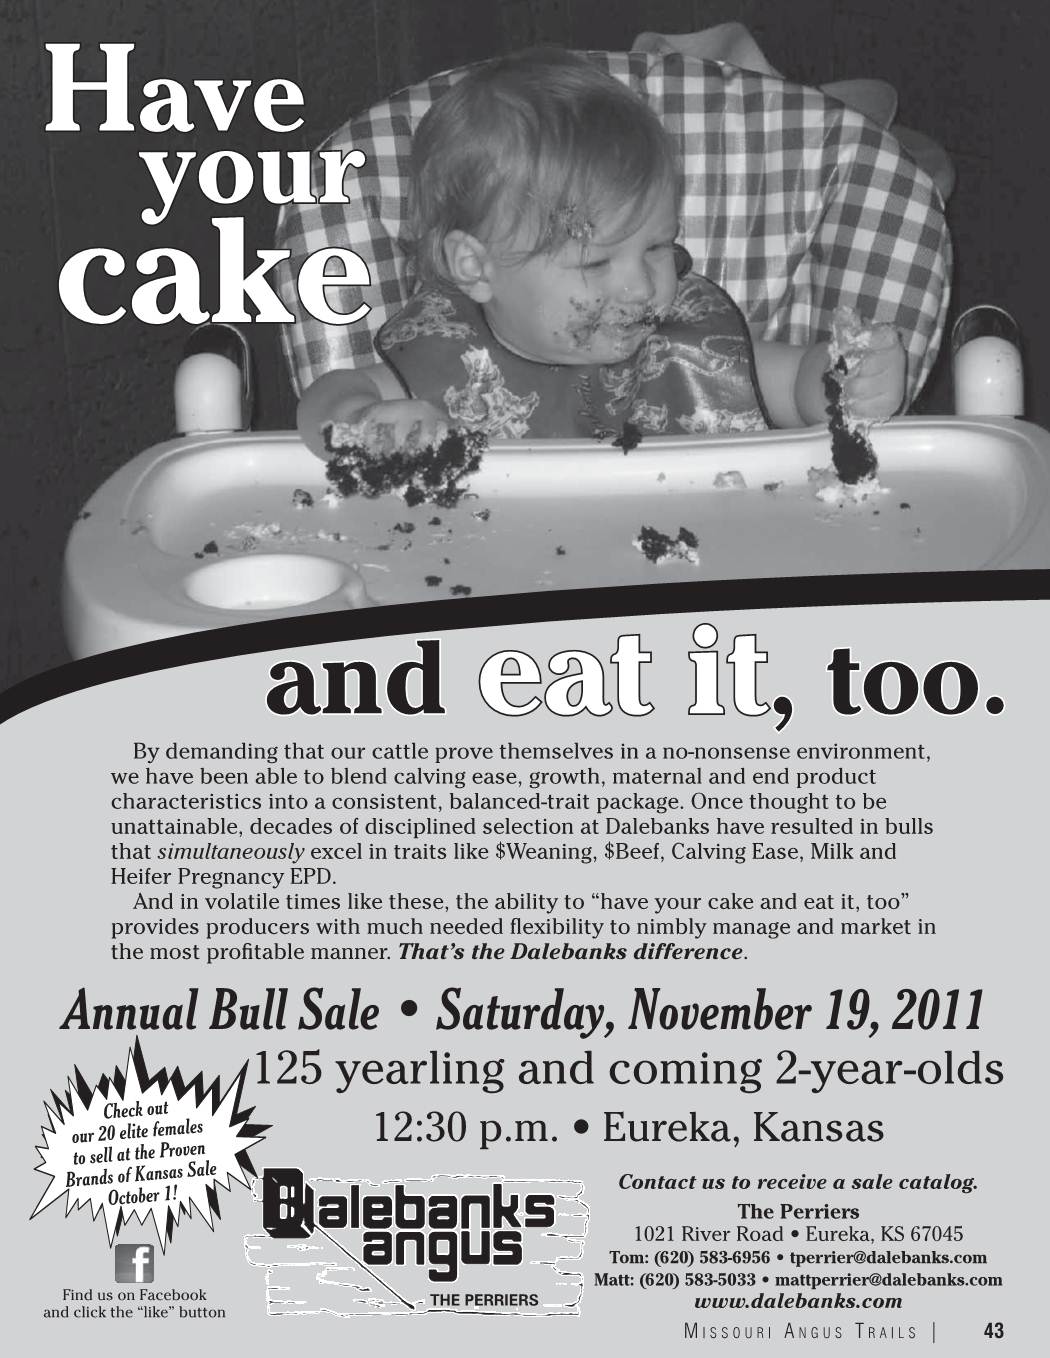 Have
your
cake
and eat it, too.
By demanding that our cattle prove themselves in a no-nonsense environment,
we have been able to blend calving ease, growth, maternal and end product
characteristics into a consistent, balanced-trait package. Once thought to be
unattainable, decades of disciplined selection at Dalebanks have resulted in bulls
that simultaneously excel in traits like $Weaning, $Beef, Calving Ease, Milk and
Heifer Pregnancy EPD.
And in volatile times like these, the ability to “have your cake and eat it, too”
provides producers with much needed flexibility to nimbly manage and market in
the most profitable manner. That’s the Dalebanks difference.
Annual Bull Sale • Saturday, November 19, 2011
125 yearling and coming 2-year-olds
12:30 p.m. • Eureka, Kansas
Check out
our 20 elite females
to sell at the Proven
Brands of Kansas Sale
October 1!
f
Find us on Facebook
and click the “like” button
Dalebanks
angus
THE PERRIERS
Contact us to receive a sale catalog.
The Perriers
1021 River Road • Eureka, KS 67045
Tom: (620) 583-6956 • tperrier@dalebanks.com
Matt: (620) 583-5033 • mattperrier@dalebanks.com
www.dalebanks.com
MISSOURI ANGUS TRAILS | 43